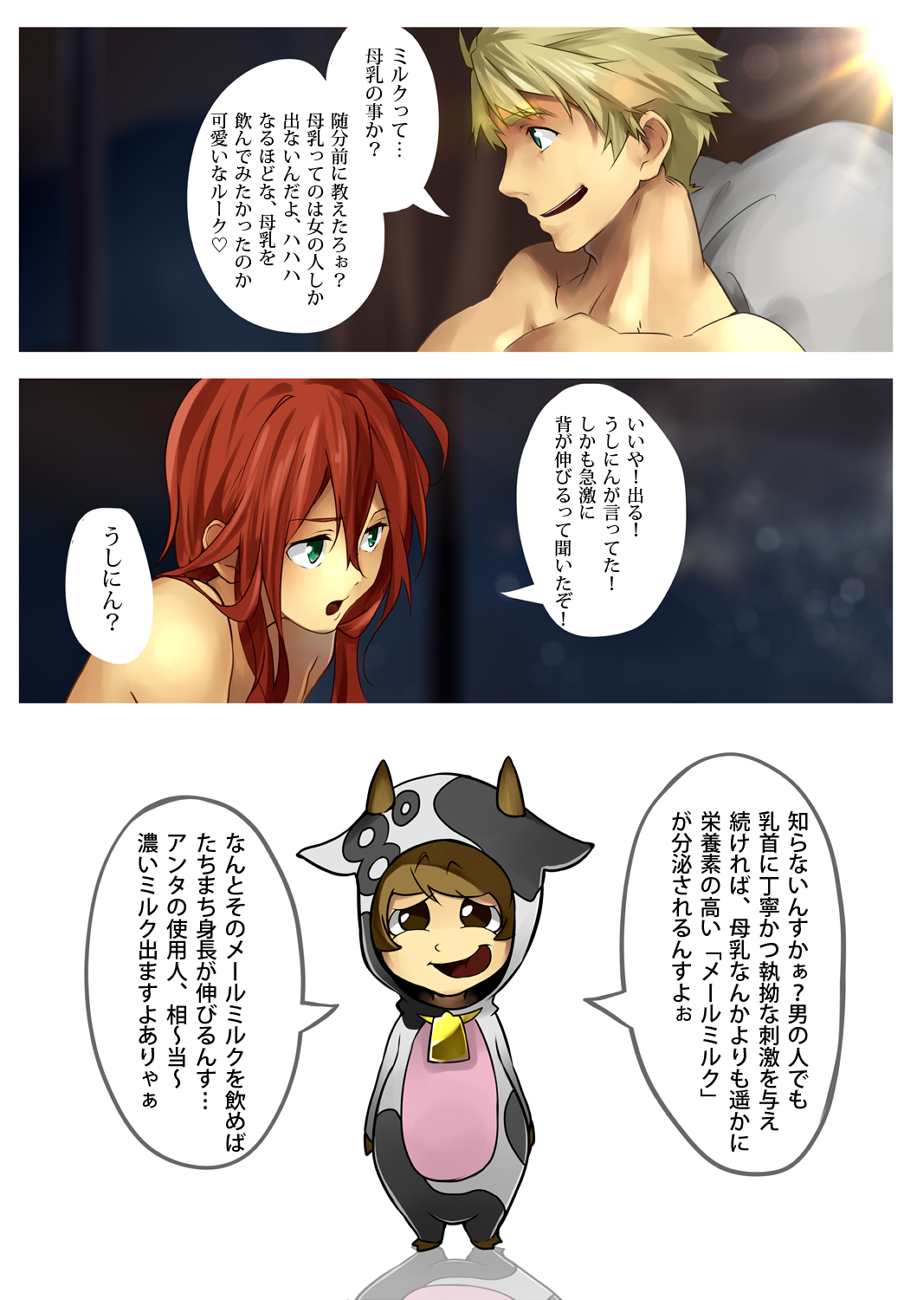 ミルクって…
母乳の事か？
随分前に教えたろぉ？
母乳ってのは女の人しか
出ないんだよ、ハハハ
なるほどな、母乳を
飲んでみたかったのか
可愛いなルーク♡
いいや！出る！
うしにんが言ってた！
しかも急激に
背が伸びるって聞いたぞ！
うしにん？
知らないんすかぁ？男の人でも
乳首に丁寧かつ執拗な刺激を与え
続ければ、母乳なんかよりも遥かに
栄養素の高い「メールミルク」
が分泌されるんすよぉ
なんとそのメールミルクを飲めば
たちまち身長が伸びるんす…
アンタの使用人、相〜当〜
濃いミルク出ますよありゃぁ